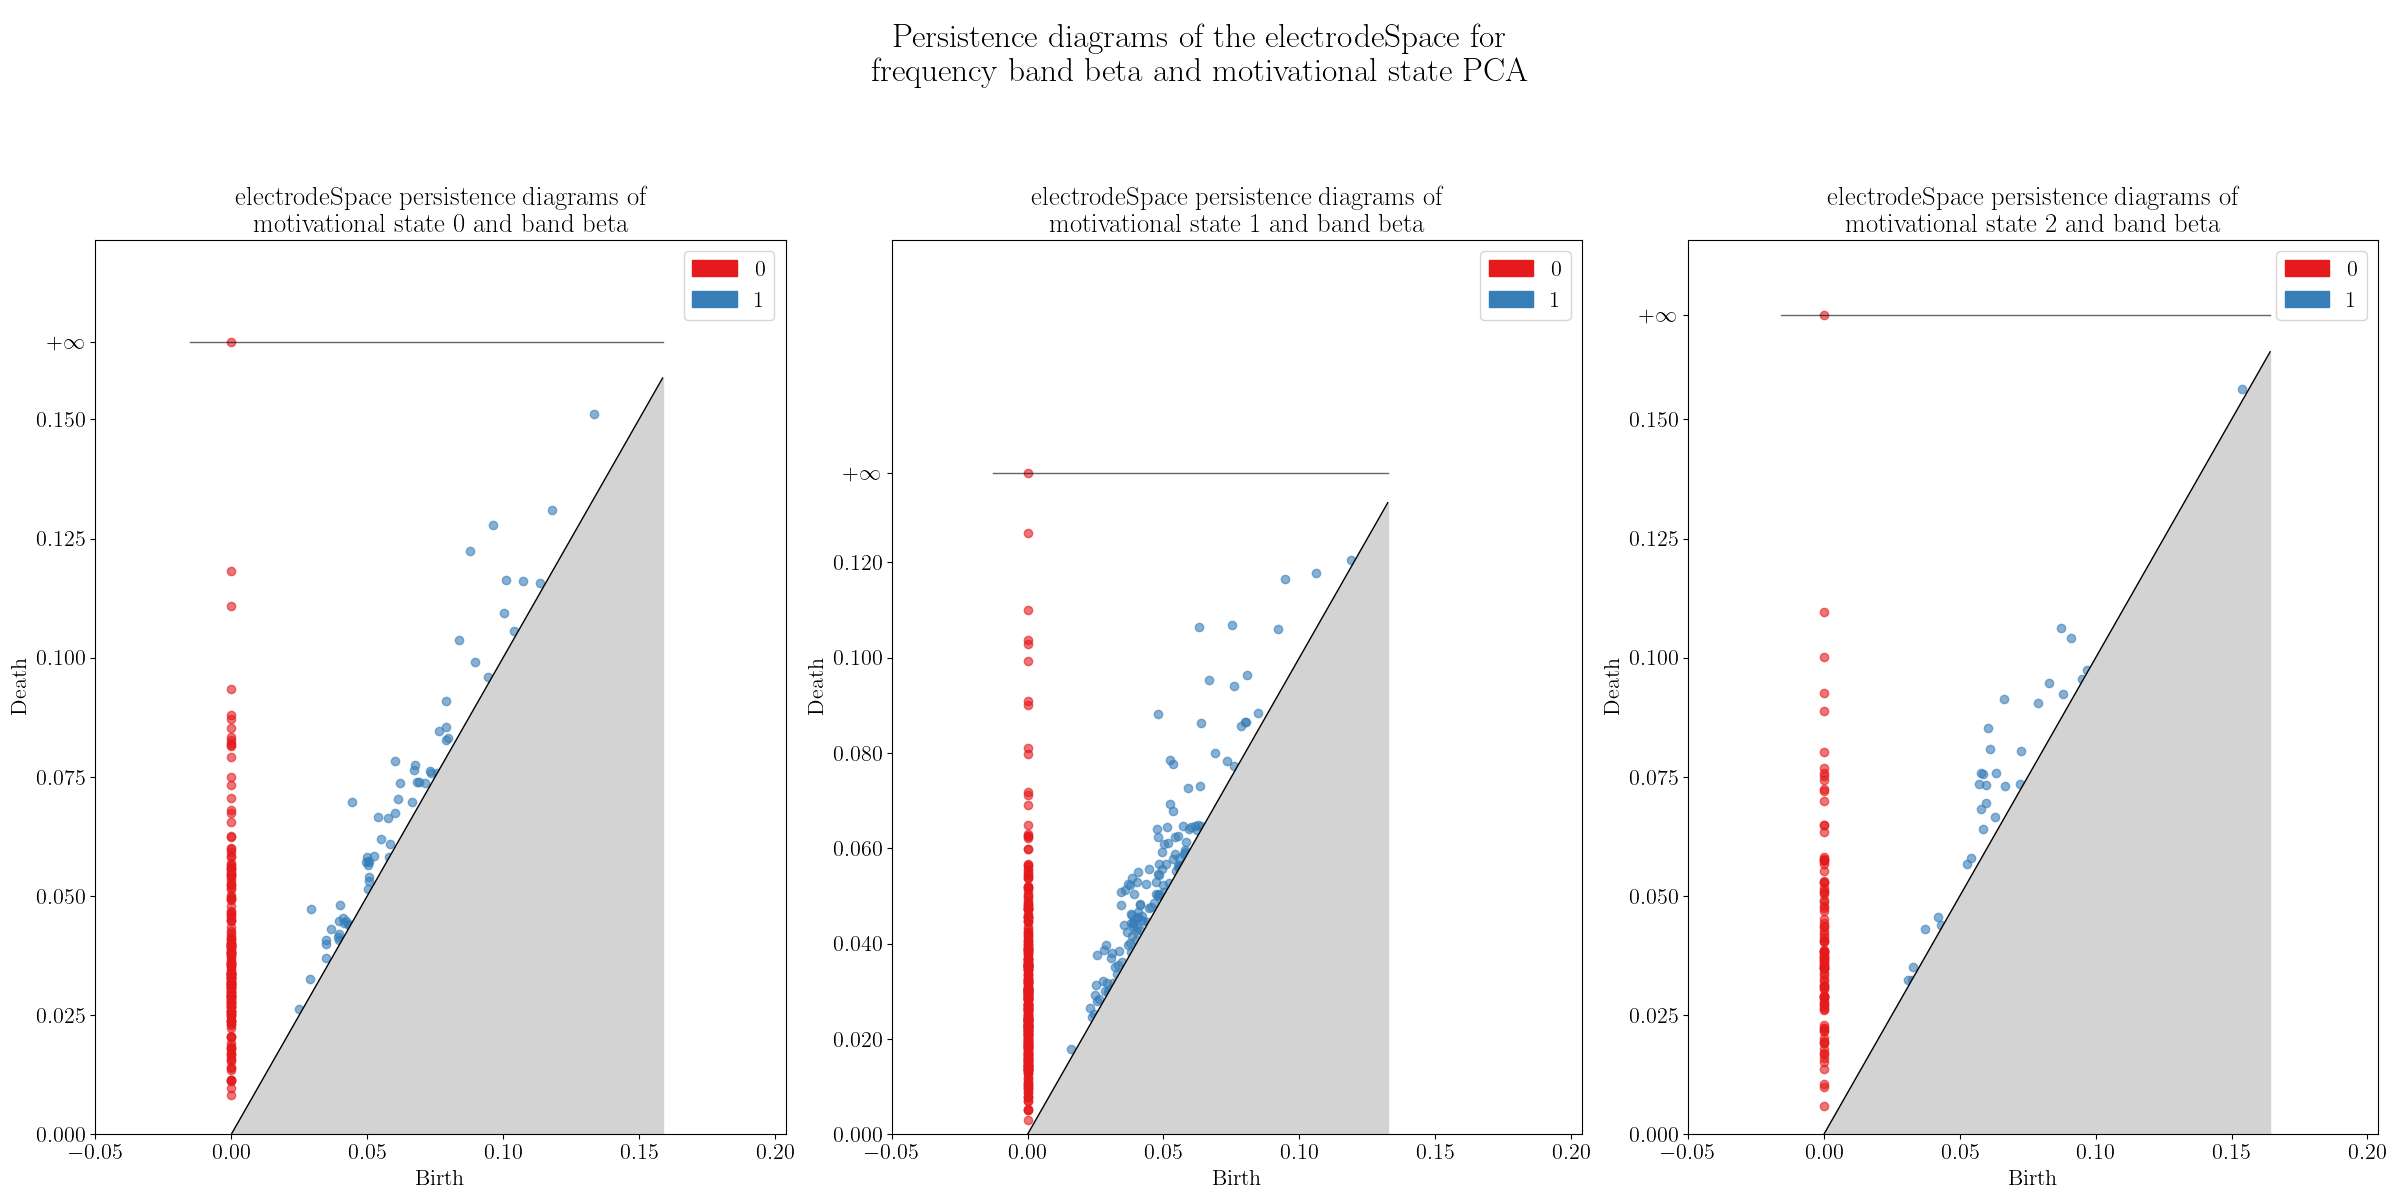 Persistence diagrams of the electrodeSpace for
frequency band beta and motivational state PCA
electrodeSpace persistence diagrams of
motivational state 0 and band beta
0
1
+∞
0.150
0.125
0.100
0.075
0.050
0.025
0.000
Death
−0.05 0.00 0.05 0.10 0.15 0.20
Birth
electrodeSpace persistence diagrams of
motivational state 1 and band beta
0
1
+∞
0.120
0.100
0.080
0.060
0.040
0.020
0.000
Death
−0.05 0.00 0.05 0.10 0.15 0.20
Birth
electrodeSpace persistence diagrams of
motivational state 2 and band beta
0
1
+∞
0.150
0.125
0.100
0.075
0.050
0.025
0.000
Death
−0.05 0.00 0.05 0.10 0.15 0.20
Birth